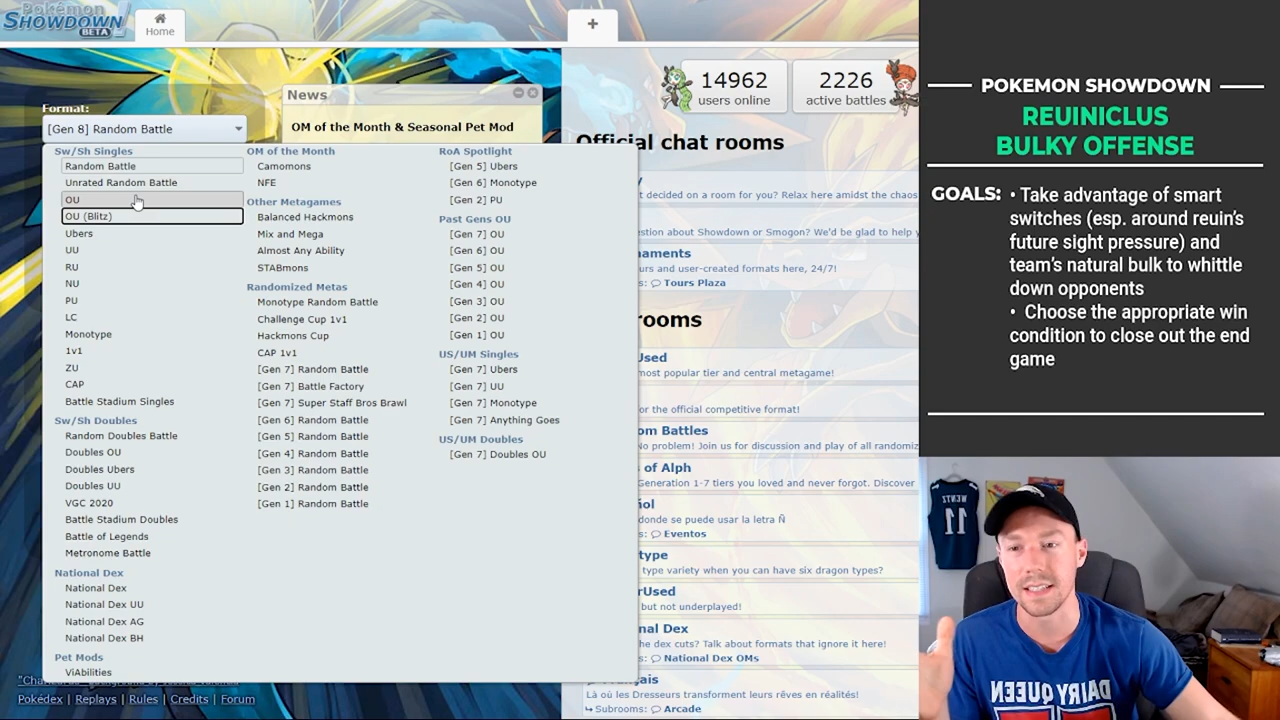 Pokémon
SHOWDOWN!
BETA
Home
+
Format:
[Gen 8] Random Battle
News
OM of the Month & Seasonal Pet Mod
14962
users online
2226
active battles
Sw/Sh Singles
Random Battle
Unrated Random Battle
OU
OU (Blitz)
Ubers
UU
RU
NU
PU
LC
Monotype
1v1
ZU
CAP
Battle Stadium Singles
Sw/Sh Doubles
Random Doubles Battle
Doubles OU
Doubles Ubers
Doubles UU
VGC 2020
Battle Stadium Doubles
Battle of Legends
Metronome Battle
National Dex
National Dex
National Dex UU
National Dex AG
National Dex BH
Pet Mods
ViAbilities
OM of the Month
Camomons
NFE
Other Metagames
Balanced Hackmons
Mix and Mega
Almost Any Ability
STABmons
Randomized Metas
Monotype Random Battle
Challenge Cup 1v1
Hackmons Cup
CAP 1v1
[Gen 7] Random Battle
[Gen 7] Battle Factory
[Gen 7] Super Staff Bros Brawl
[Gen 6] Random Battle
[Gen 5] Random Battle
[Gen 4] Random Battle
[Gen 3] Random Battle
[Gen 2] Random Battle
[Gen 1] Random Battle
RoA Spotlight
[Gen 5] Ubers
[Gen 6] Monotype
[Gen 2] PU
Past Gens OU
[Gen 7] OU
[Gen 6] OU
[Gen 5] OU
[Gen 4] OU
[Gen 3] OU
[Gen 2] OU
[Gen 1] OU
US/UM Singles
[Gen 7] Ubers
[Gen 7] UU
[Gen 7] Monotype
[Gen 7] Anything Goes
US/UM Doubles
[Gen 7] Doubles OU
Official chat rooms
y
t decided on a room for you? Relax here amidst the chaos
stion about Showdown or Smogon? We'd be glad to help y
naments
urs and user-created formats here, 24/7!
s: Tours Plaza
rooms
Used
most popular tier and central metagame!
or the official competitive format!
om Battles
No problem! Join us for discussion and play of all randomiz
s of Alph
Generation 1-7 tiers you loved and never forgot. Discover
ñol
donde se puede usar la letra Ñ
s: Eventos
type
type variety when you can have six dragon types?
rUsed
but not underplayed!
nal Dex
he dex cuts? Talk about formats that ignore it here!
s: National Dex OMs
français
Là où les Dresseurs transforment leurs rêves en réalités!
Subrooms: Arcade
Pokédex | Replays | Rules | Credits | Forum
POKEMON SHOWDOWN
REUINICLUS
BULKY OFFENSE
GOALS: • Take advantage of smart
switches (esp. around reuin's
future sight pressure) and
team's natural bulk to whittle
down opponents
• Choose the appropriate win
condition to close out the end
game
WENTZ
11
DAIRY QUEEN